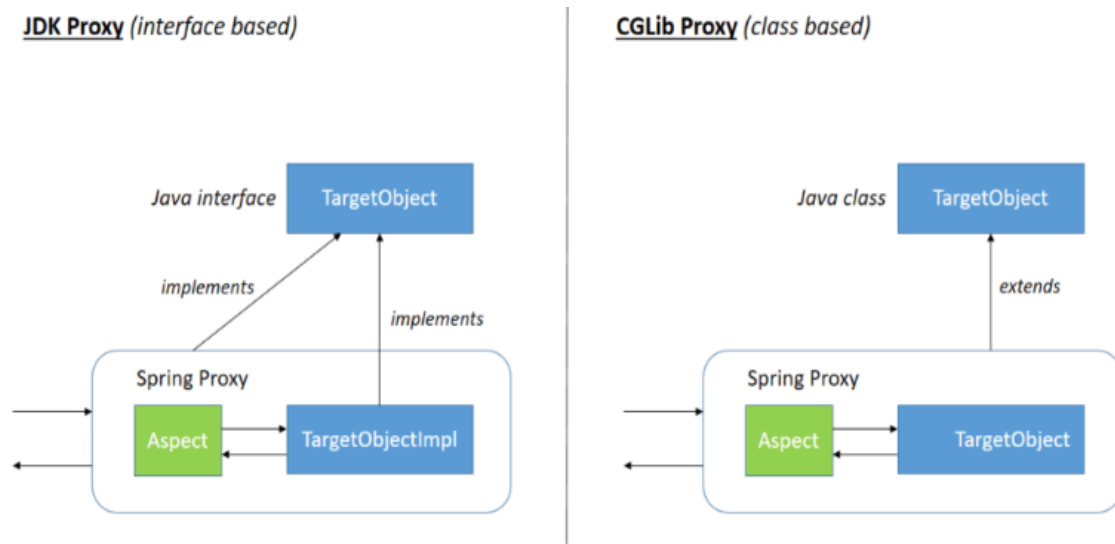 JDK Proxy (interface based)
Java interface
TargetObject
implements
implements
Spring Proxy
Aspect
TargetObjectImpl
CGLib Proxy (class based)
Java class
TargetObject
extends
Spring Proxy
Aspect
TargetObject